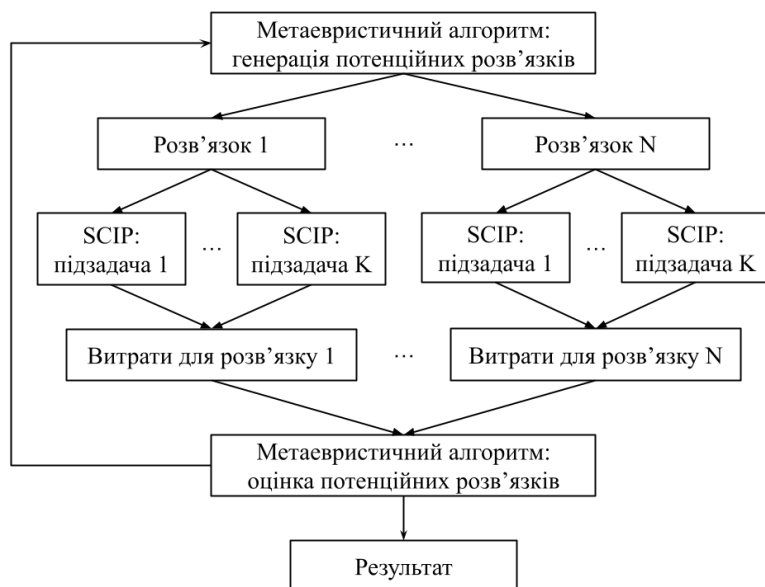 Метаевристичний алгоритм:
генерація потенційних розв’язків
Розв’язок 1
...
Розв’язок N
SCIP:
підзадача 1
...
SCIP:
підзадача K
SCIP:
підзадача 1
...
SCIP:
підзадача K
Витрати для розв’язку 1
...
Витрати для розв’язку N
Метаевристичний алгоритм:
оцінка потенційних розв’язків
Результат